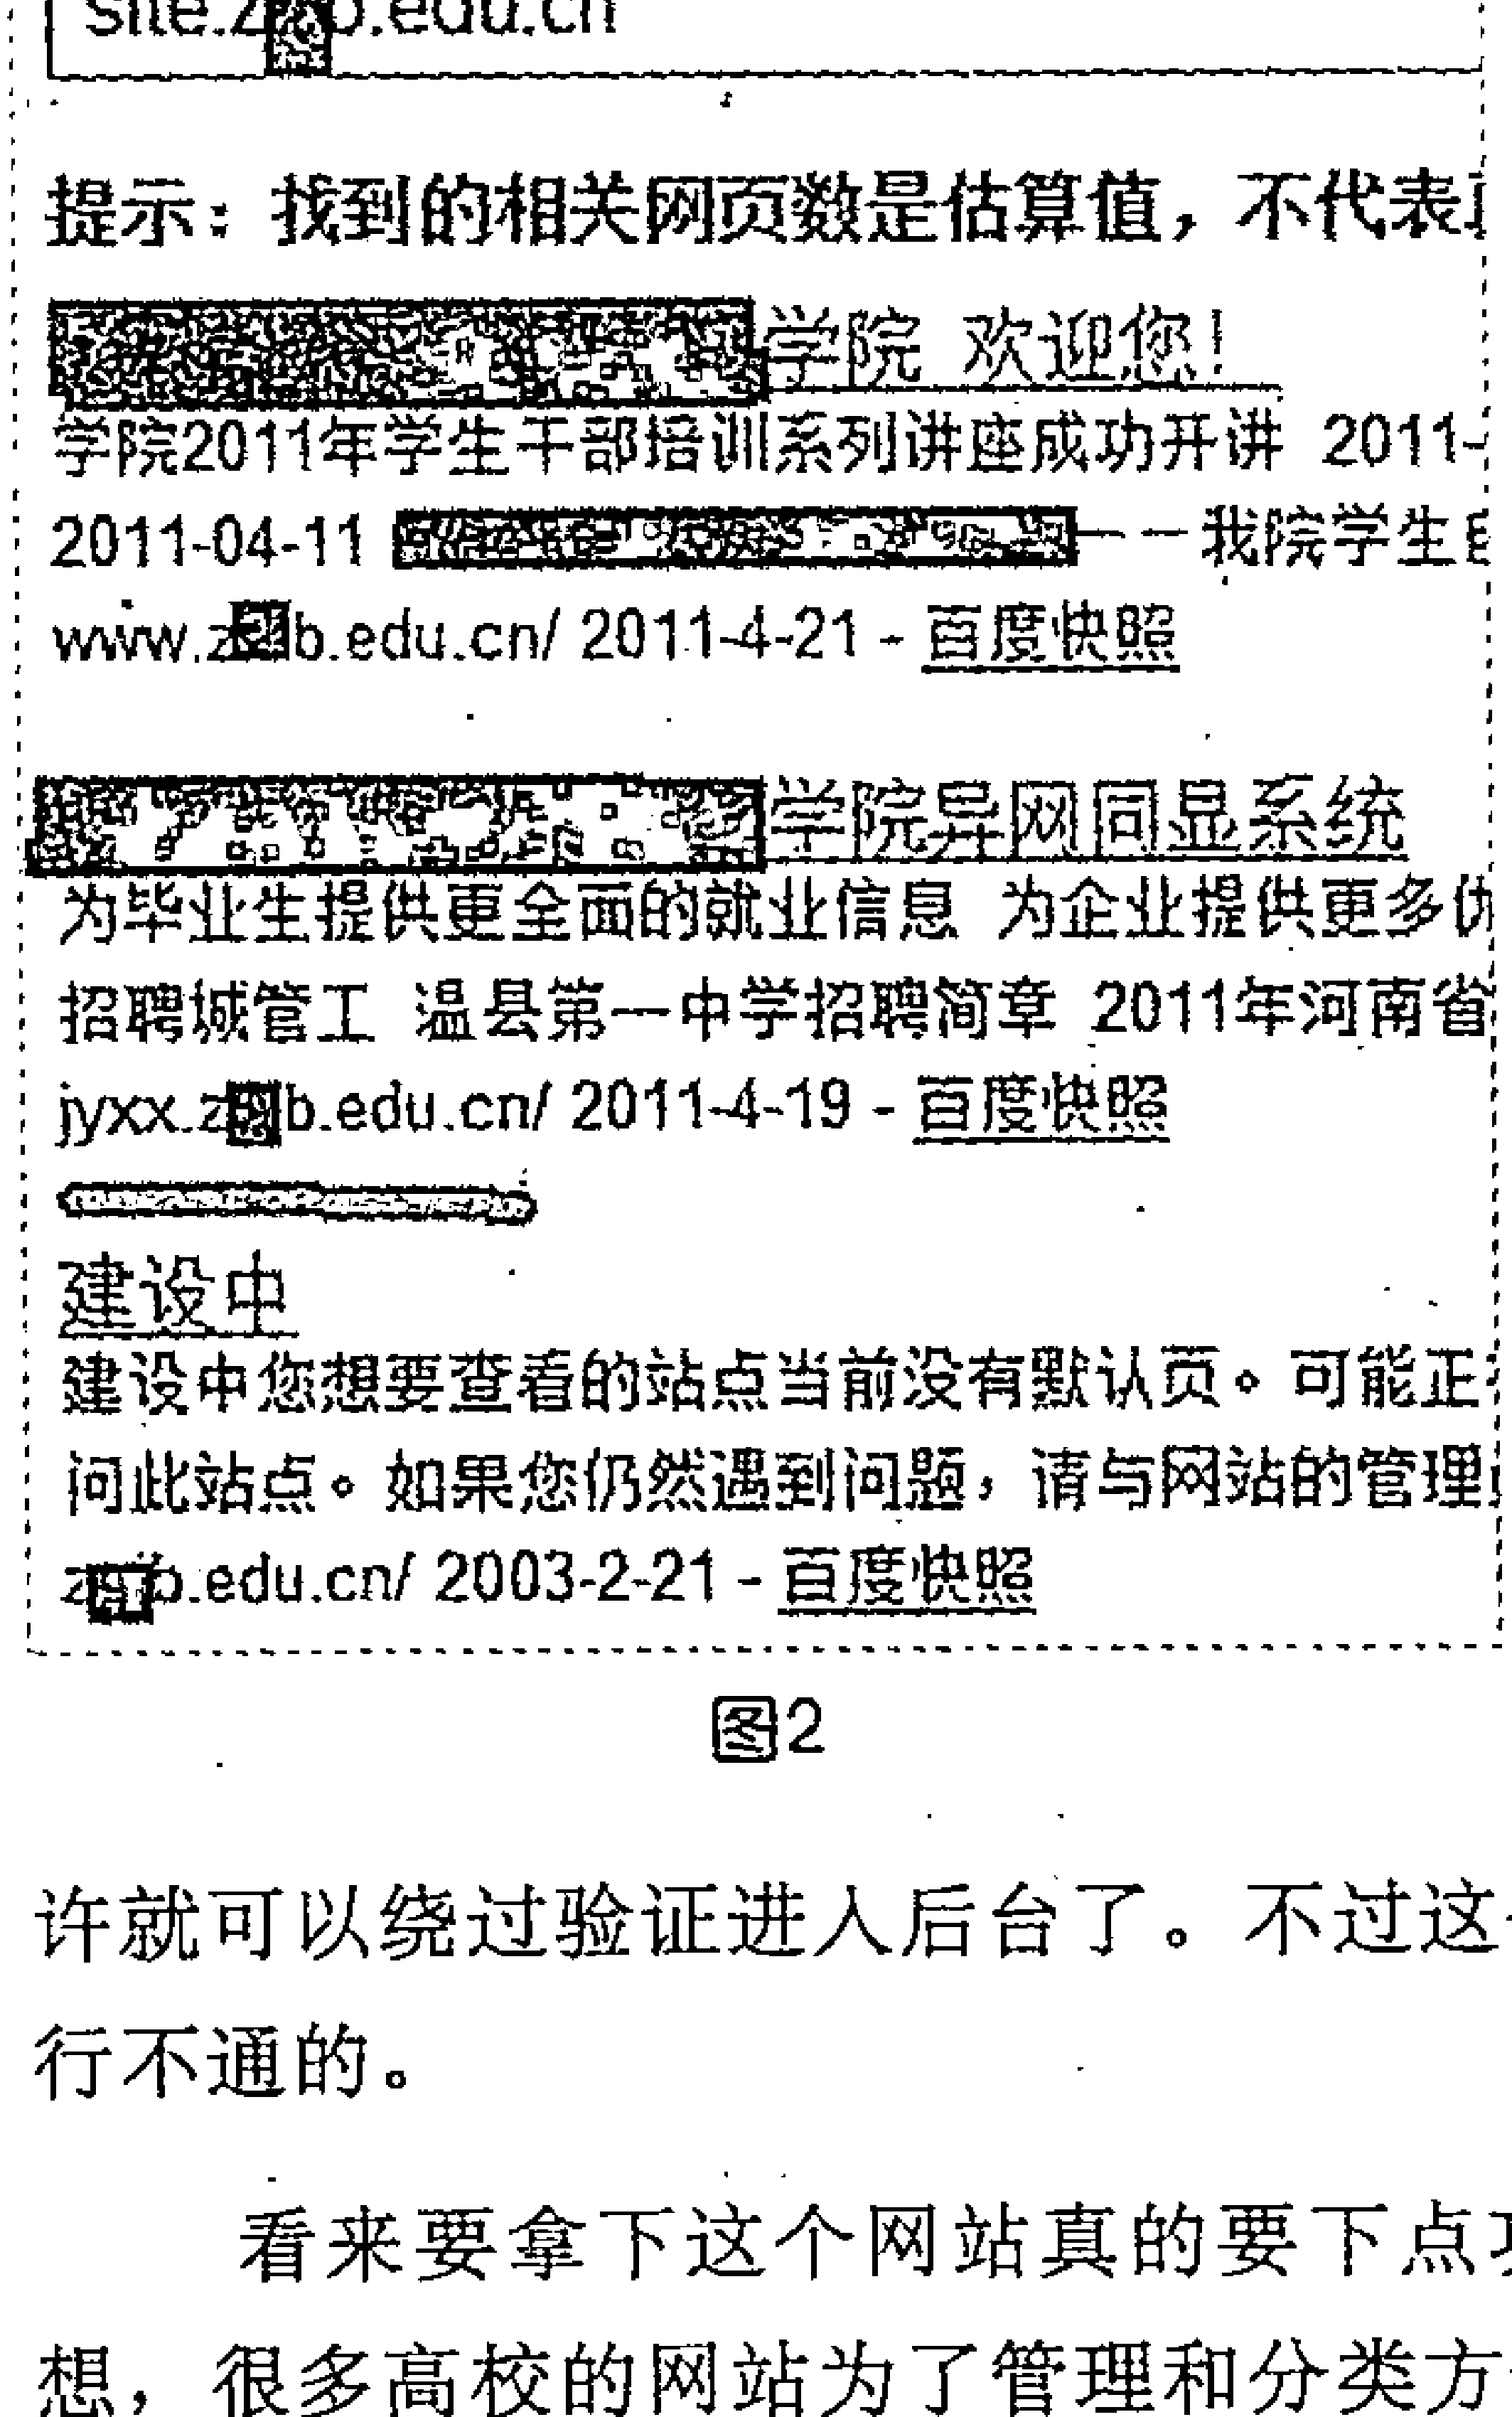 site:z b.edu.cn
提示：找到的相关网页数是估算值，不代表
学院 欢迎您!
学院2011年学生干部培训系列讲座成功开讲 2011-
2011-04-11 一一我院学生
www.z b.edu.cn/ 2011-4-21 - 百度快照
学院异网同显系统
为毕业生提供更全面的就业信息 为企业提供更多
招聘城管工 温县第一中学招聘简章 2011年河南省
jyxx.z b.edu.cn/ 2011-4-19 - 百度快照
建设中
建设中您想要查看的站点当前没有默认页。可能正
问此站点。如果您仍然遇到问题，请与网站的管理
z b.edu.cn/ 2003-2-21 - 百度快照
图2
许就可以绕过验证进入后台了。不过这
行不通的。
看来要拿下这个网站真的要下点
想，很多高校的网站为了管理和分类方